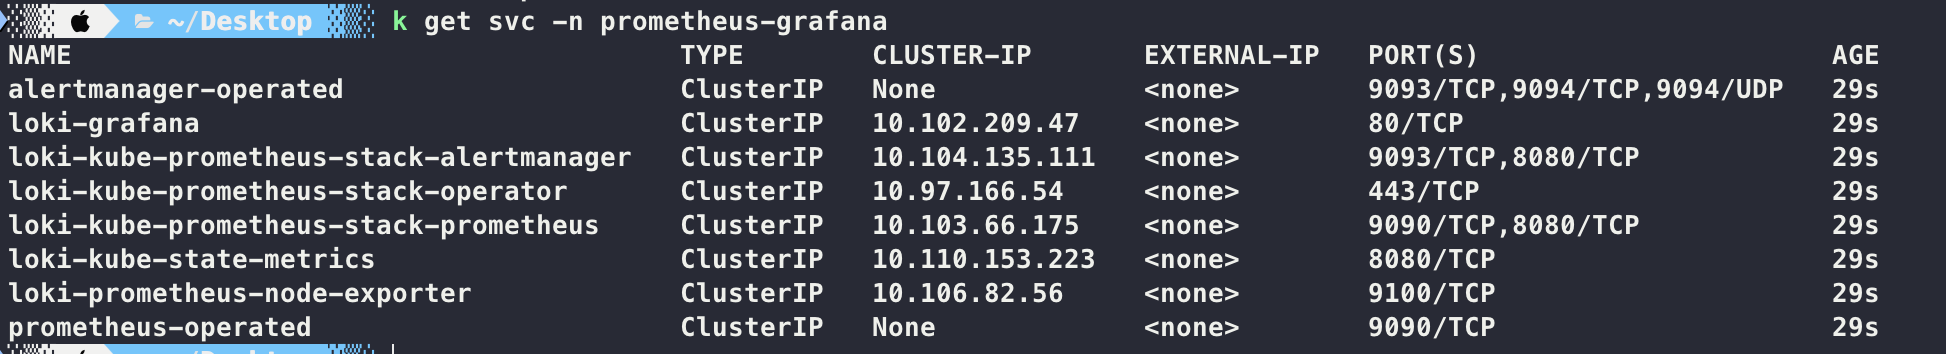 ~/Desktop k get svc -n prometheus-grafana
NAME TYPE CLUSTER-IP EXTERNAL-IP PORT(S) AGE
alertmanager-operated ClusterIP None <none> 9093/TCP,9094/TCP,9094/UDP 29s
loki-grafana ClusterIP 10.102.209.47 <none> 80/TCP 29s
loki-kube-prometheus-stack-alertmanager ClusterIP 10.104.135.111 <none> 9093/TCP,8080/TCP 29s
loki-kube-prometheus-stack-operator ClusterIP 10.97.166.54 <none> 443/TCP 29s
loki-kube-prometheus-stack-prometheus ClusterIP 10.103.66.175 <none> 9090/TCP,8080/TCP 29s
loki-kube-state-metrics ClusterIP 10.110.153.223 <none> 8080/TCP 29s
loki-prometheus-node-exporter ClusterIP 10.106.82.56 <none> 9100/TCP 29s
prometheus-operated ClusterIP None <none> 9090/TCP 29s